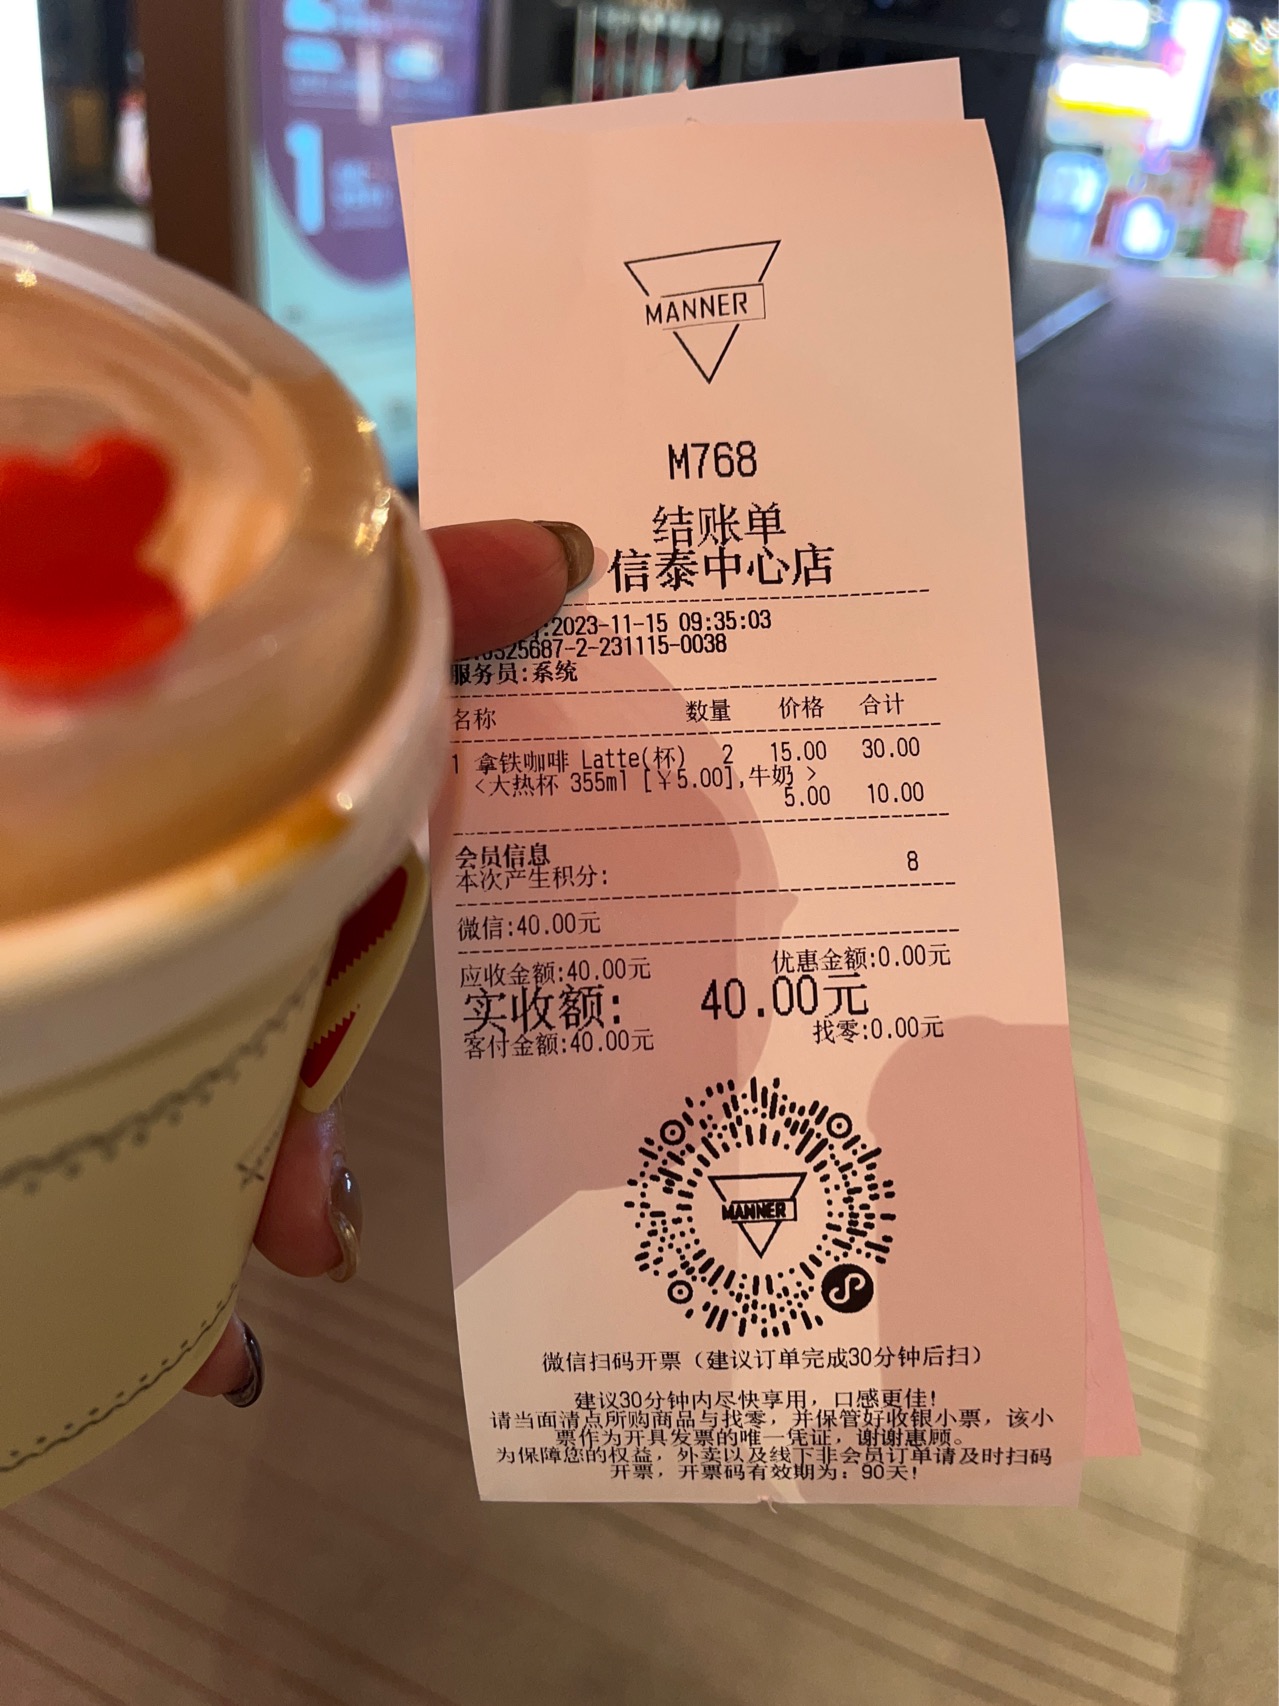 1
MANNER
M768
结账单
信泰中心店
:2023-11-15 09:35:03
525687-2-231115-0038
服务员:系统
名称 数量 价格 合计
1 拿铁咖啡 Latte(杯) 2 15.00 30.00
<大热杯 355ml [¥5.00],牛奶 >
5.00 10.00
会员信息
本次产生积分: 8
微信:40.00元
应收金额:40.00元 优惠金额:0.00元
实收额: 40.00元
客付金额:40.00元 找零:0.00元
MANNER
微信扫码开票（建议订单完成30分钟后扫）
建议30分钟内尽快享用，口感更佳!
请当面清点所购商品与找零，并保管好收银小票，该小
票作为开具发票的唯一凭证，谢谢惠顾。
为保障您的权益，外卖以及线下非会员订单请及时扫码
开票，开票码有效期为：90天!